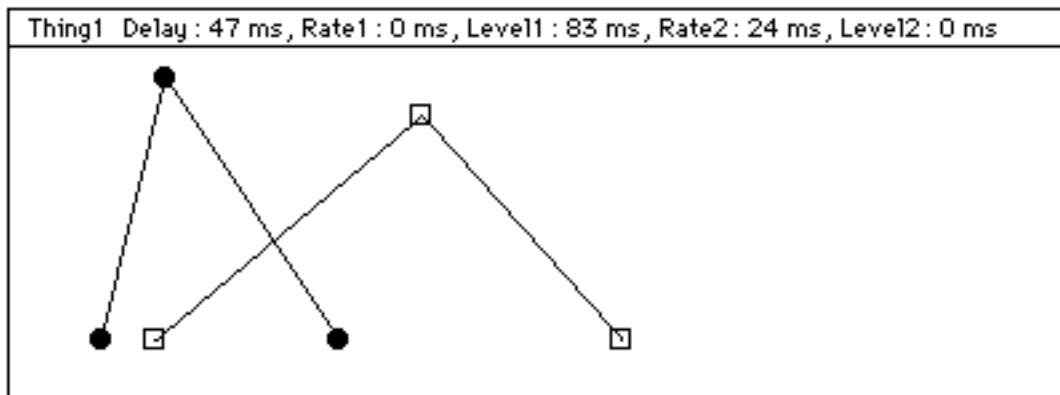 Thing1 Delay : 47 ms, Rate1 : 0 ms, Level1 : 83 ms, Rate2 : 24 ms, Level2 : 0 ms